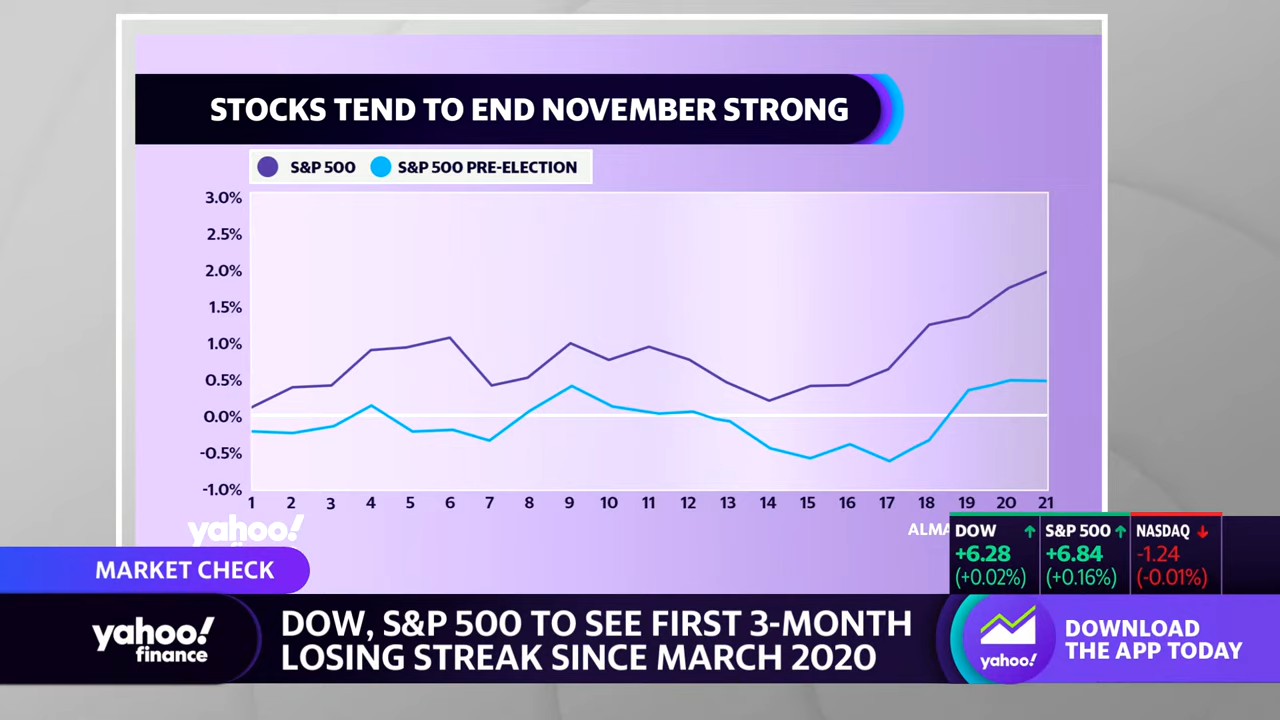 STOCKS TEND TO END NOVEMBER STRONG
S&P 500
S&P 500 PRE-ELECTION
3.0%
2.5%
2.0%
1.5%
1.0%
0.5%
0.0%
-0.5%
-1.0%
1 2 3 4 5 6 7 8 9 10 11 12 13 14 15 16 17 18 19 20 21
yahoo!
ALMA
DOW
+6.28
(+0.02%)
S&P 500
+6.84
(+0.16%)
NASDAQ
-1.24
(-0.01%)
MARKET CHECK
yahoo!
finance
DOW, S&P 500 TO SEE FIRST 3-MONTH
LOSING STREAK SINCE MARCH 2020
yahoo!
DOWNLOAD
THE APP TODAY